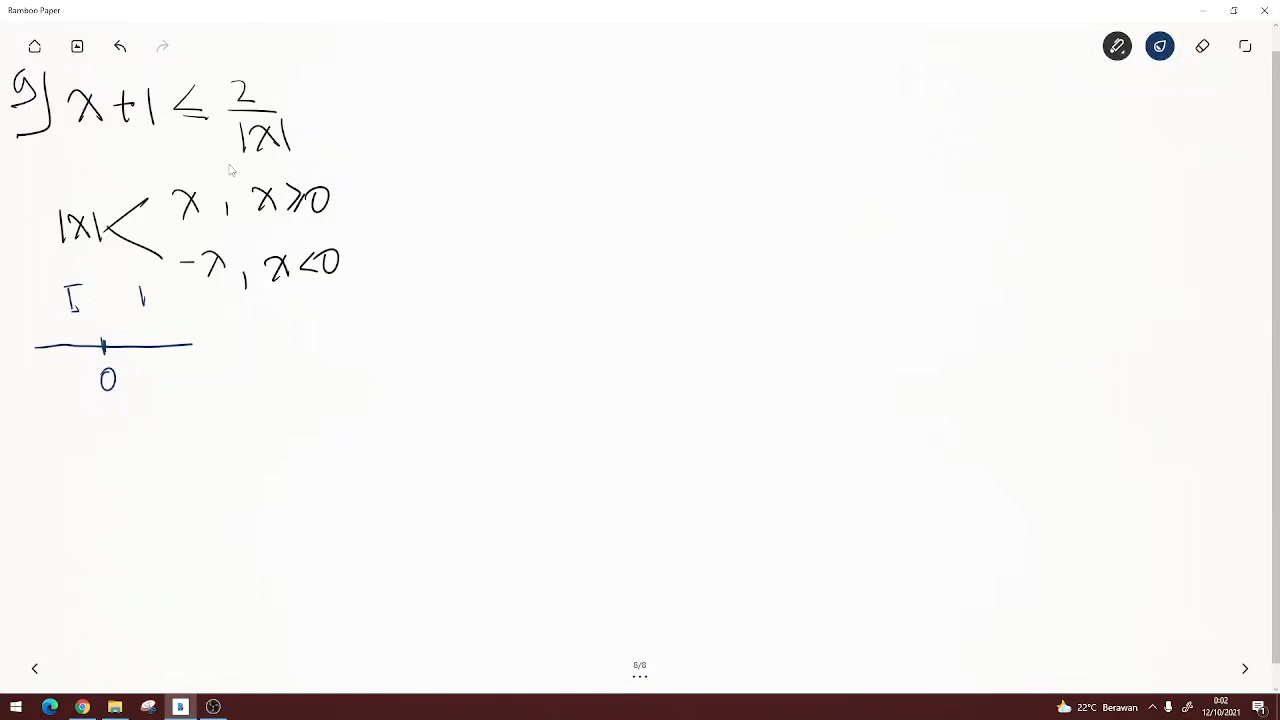 Bamboo Paper
9] x+1 ≤ 2/|x|
|x| < x, x ≥ 0
-x, x < 0
0
8/8
22°C Berawan
0:02
12/10/2021